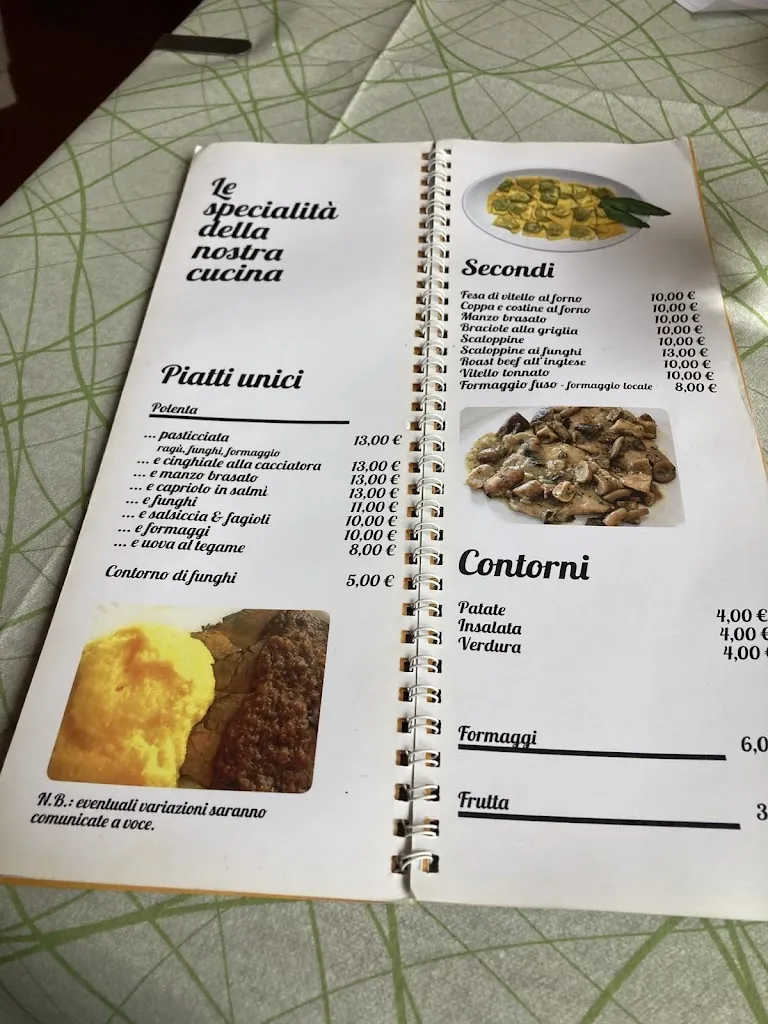 Le
specialità
della
nostra
cucina
Piatti unici
Polenta
... pasticciata 13,00 €
ragù, funghi, formaggio
... e cinghiale alla cacciatora 13,00 €
... e manzo brasato 13,00 €
... e capriolo in salmì 13,00 €
... e funghi 11,00 €
... e salsiccia & fagioli 10,00 €
... e formaggi 10,00 €
... e uova al tegame 8,00 €
Contorno di funghi 5,00 €
N.B.: eventuali variazioni saranno
comunicate a voce.
Secondi
Fesa di vitello al forno 10,00 €
Coppa e costine al forno 10,00 €
Manzo brasato 10,00 €
Braciole alla griglia 10,00 €
Scaloppine 10,00 €
Scaloppine ai funghi 13,00 €
Roast beef all'inglese 10,00 €
Vitello tonnato 10,00 €
Formaggio fuso - formaggio locale 8,00 €
Contorni
Patate 4,00 €
Insalata 4,00 €
Verdura 4,00
Formaggi 6,0
Frutta 3